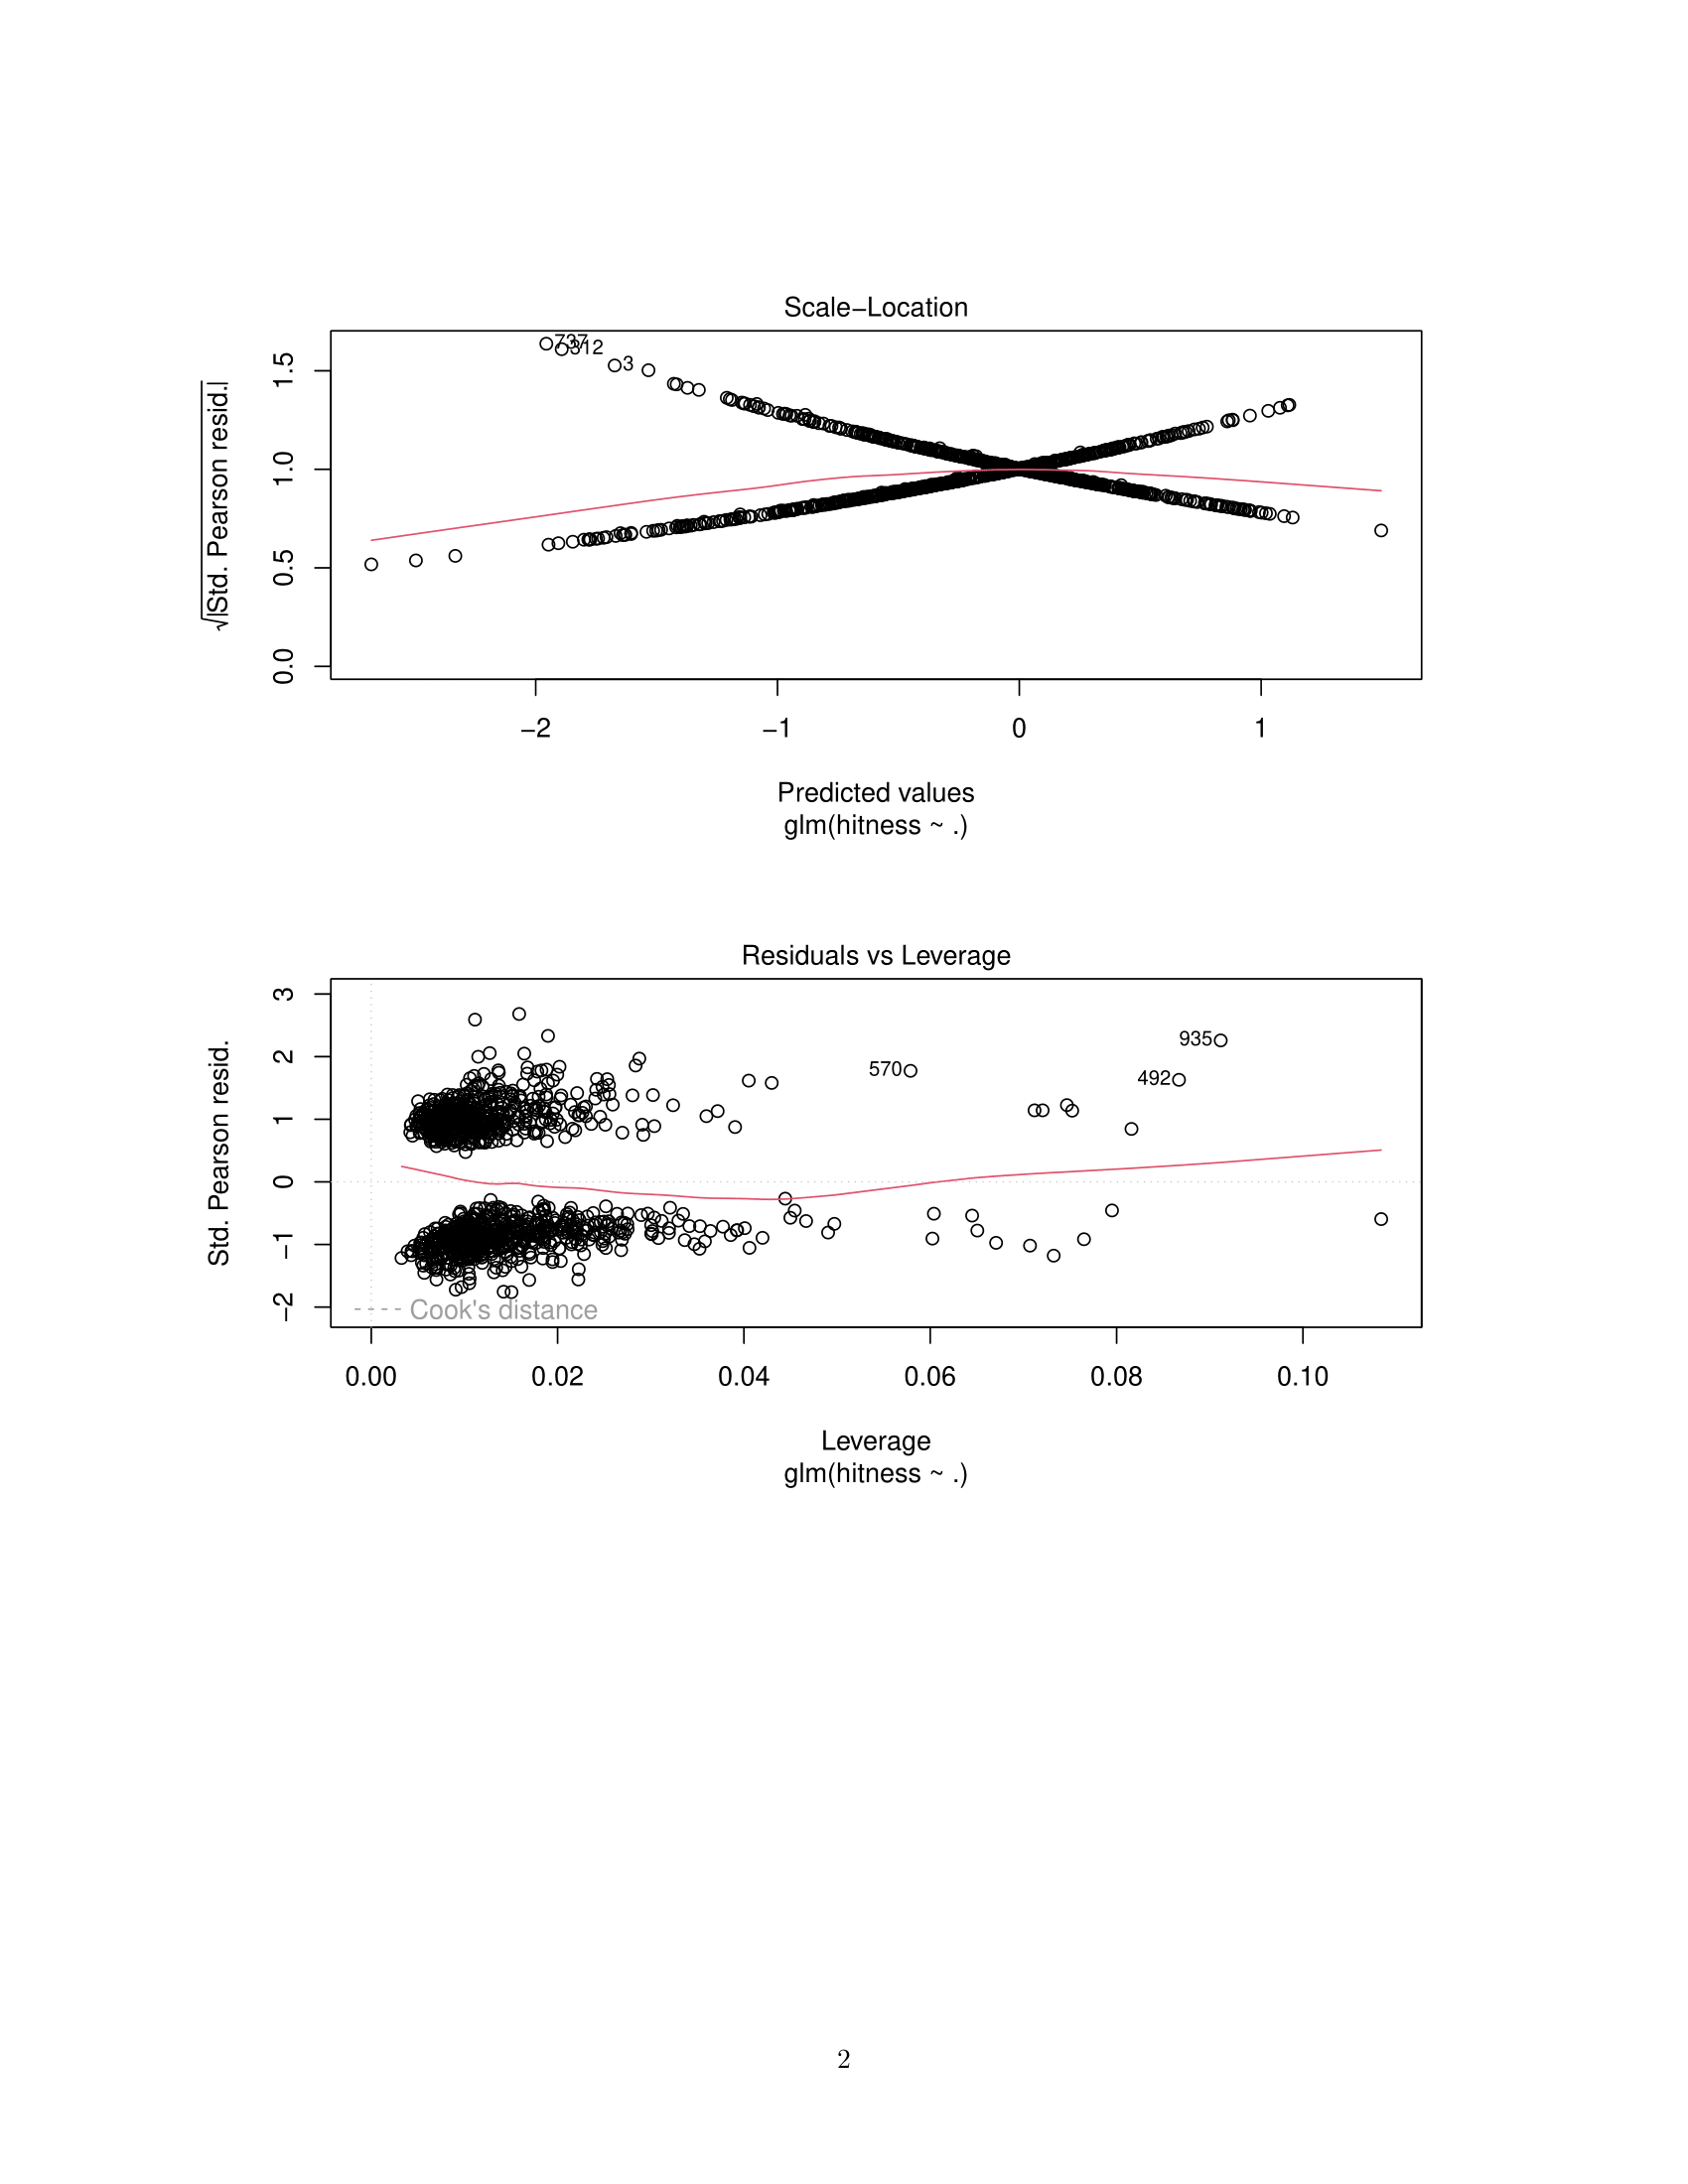 Scale−Location
√|Std. Pearson resid.|
0.0 0.5 1.0 1.5
737
312
3
−2 −1 0 1
Predicted values
glm(hitness ~ .)
Residuals vs Leverage
Std. Pearson resid.
−2 −1 0 1 2 3
935
570
492
Cook's distance
0.00 0.02 0.04 0.06 0.08 0.10
Leverage
glm(hitness ~ .)
2